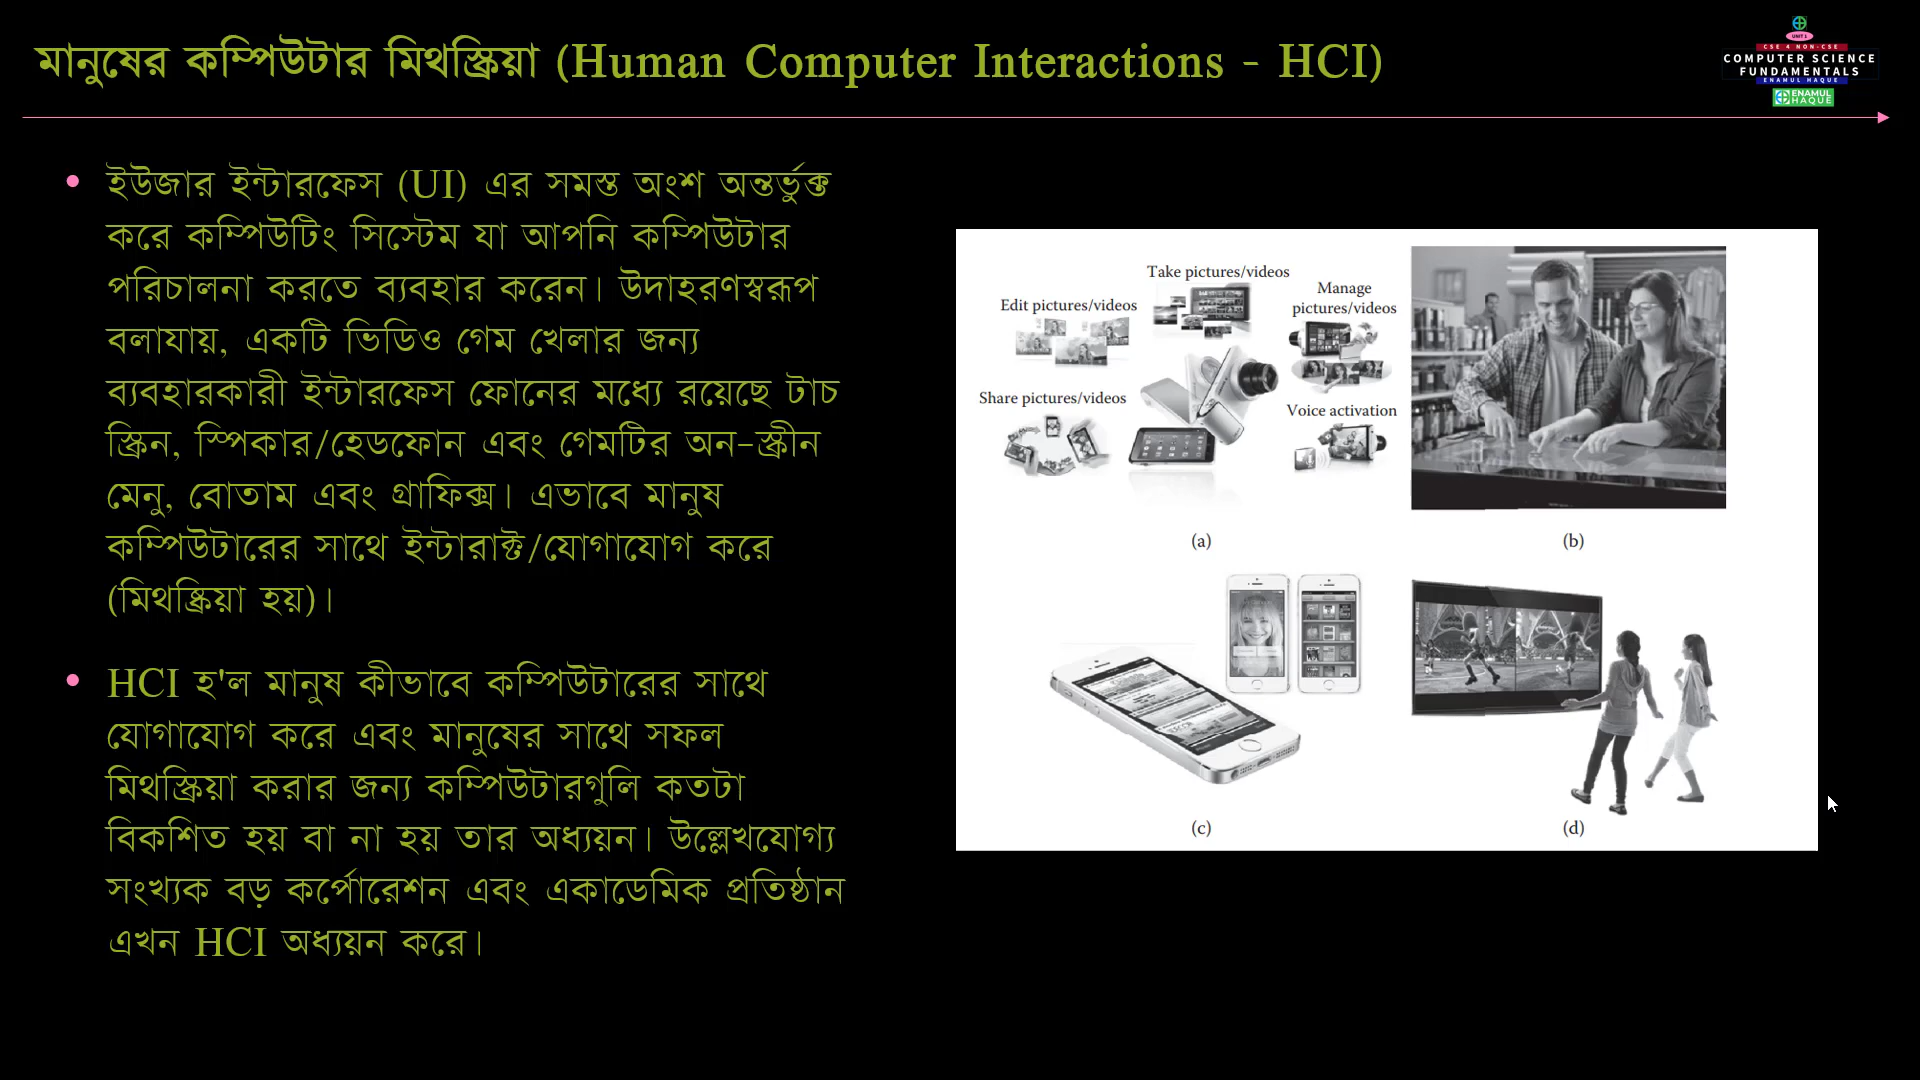 মানুষের কম্পিউটার মিথস্ক্রিয়া (Human Computer Interactions - HCI)
UNIT 1
CSE 4 NON-CSE
COMPUTER SCIENCE
FUNDAMENTALS
ENAMUL HAQUE
ENAMUL
HAQUE
• ইউজার ইন্টারফেস (UI) এর সমস্ত অংশ অন্তর্ভুক্ত
করে কম্পিউটিং সিস্টেম যা আপনি কম্পিউটার
পরিচালনা করতে ব্যবহার করেন। উদাহরণস্বরূপ
বলাযায়, একটি ভিডিও গেম খেলার জন্য
ব্যবহারকারী ইন্টারফেস ফোনের মধ্যে রয়েছে টাচ
স্ক্রিন, স্পিকার/হেডফোন এবং গেমটির অন-স্ক্রীন
মেনু, বোতাম এবং গ্রাফিক্স। এভাবে মানুষ
কম্পিউটারের সাথে ইন্টারাক্ট/যোগাযোগ করে
(মিথষ্ক্রিয়া হয়)।
• HCI হ'ল মানুষ কীভাবে কম্পিউটারের সাথে
যোগাযোগ করে এবং মানুষের সাথে সফল
মিথস্ক্রিয়া করার জন্য কম্পিউটারগুলি কতটা
বিকশিত হয় বা না হয় তার অধ্যয়ন। উল্লেখযোগ্য
সংখ্যক বড় কর্পোরেশন এবং একাডেমিক প্রতিষ্ঠান
এখন HCI অধ্যয়ন করে।
Take pictures/videos
Edit pictures/videos
Manage
pictures/videos
Share pictures/videos
Voice activation
(a)
(b)
(c)
(d)